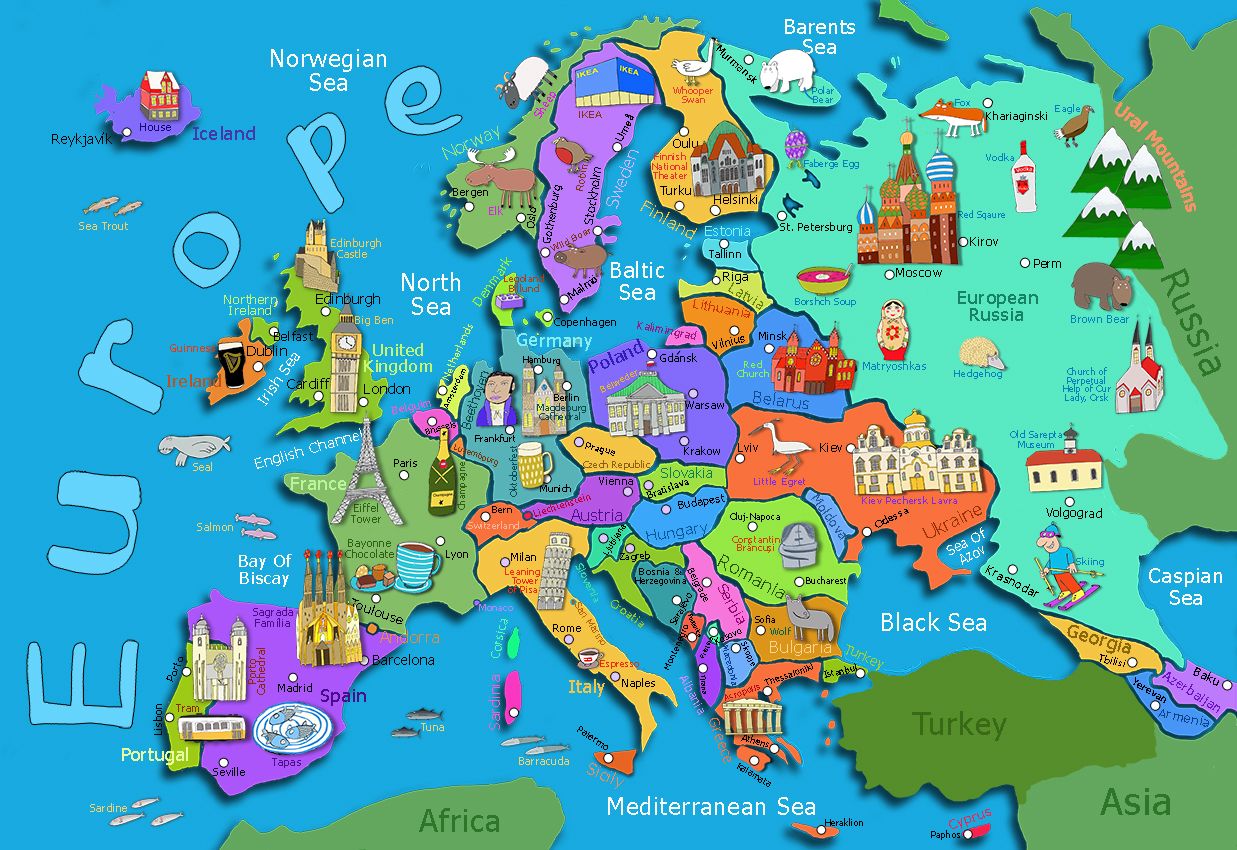 Europe
Norwegian
Sea
Barents
Sea
House
Reykjavik
Iceland
Sea Trout
Sheep
IKEA
IKEA
IKEA
Whooper
Swan
Murmensk
Polar
Bear
Fox
Khariaginski
Eagle
Ural Mountains
Norway
Bergen
Elk
Oslo
Robin
Umeå
Sweden
Stockholm
Gothenburg
Wild Boar
Malmö
Oulu
Finnish
National
Theater
Turku
Helsinki
Finland
Faberge Egg
Vodka
VODKA
Red Sqaure
St. Petersburg
Kirov
Moscow
Perm
Edinburgh
Castle
North
Sea
Baltic
Sea
Estonia
Tallinn
Riga
Latvia
Borshch Soup
European
Russia
Brown Bear
Russia
Northern
Ireland
Edinburgh
Big Ben
Belfast
Guinness
Dublin
Ireland
Irish Sea
United
Kingdom
Cardiff
London
Denmark
Legoland
Billund
Copenhagen
Germany
Netherlands
Amsterdam
Hamburg
Berlin
Magdeburg
Cathedral
Beethoven
Frankfurt
Oktoberfest
Munich
Lithuania
Kaliningrad
Vilnius
Minsk
Red
Church
Belarus
Matryoshkas
Hedgehog
Church of
Perpetual
Help of Our
Lady, Orsk
Poland
Gdánsk
Belweder
Warsaw
Krakow
Seal
English Channel
Belguim
Brussels
Luxembourg
Champagne
Champagne
Paris
France
Eiffel
Tower
Prague
Czech Republic
Slovakia
Bratislava
Vienna
Austria
Liechtenstein
Bern
Switzerland
Lviv
Kiev
Little Egret
Kiev Pechersk Lavra
Ukraine
Odessa
Moldova
Old Sarepta
Museum
Volgograd
Salmon
Bay Of
Biscay
Bayonne
Chocolate
Lyon
Toulouse
Milan
Leaning
Tower
of Pisa
Slovenia
Ljubljana
Zagreb
Croatia
Budapest
Hungary
Cluj-Napoca
Constantin
Brâncuşi
Romania
Bucharest
Sea Of
Azov
Krasnodar
Skiing
Caspian
Sea
Sagrada
Família
Andorra
Barcelona
Monaco
Corsica
San Marino
Rome
Espresso
Naples
Italy
Bosnia &
Herzegovina
Sarajevo
Belgrade
Serbia
Montenegro
Kosovo
Skopje
Macedonia
Tirana
Albania
Sofia
Wolf
Bulgaria
Turkey
Istanbul
Black Sea
Georgia
Tbilisi
Baku
Azerbaijan
Yerevan
Armenia
Porto
Porto
Cathedral
Madrid
Spain
Lisbon
Tram
Portugal
Tapas
Seville
Sardinia
Tuna
Barracuda
Palermo
Sicily
Thessaloniki
Acropolis
Greece
Athens
Kalamata
Turkey
Sardine
Africa
Mediterranean Sea
Heraklion
Cyprus
Paphos
Asia